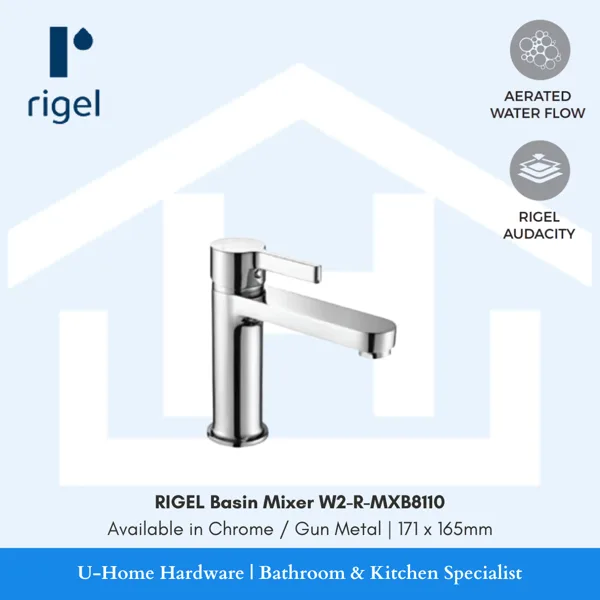 rigel
AERATED
WATER FLOW
RIGEL
AUDACITY
RIGEL Basin Mixer W2-R-MXB8110
Available in Chrome / Gun Metal | 171 x 165mm
U-Home Hardware | Bathroom & Kitchen Specialist